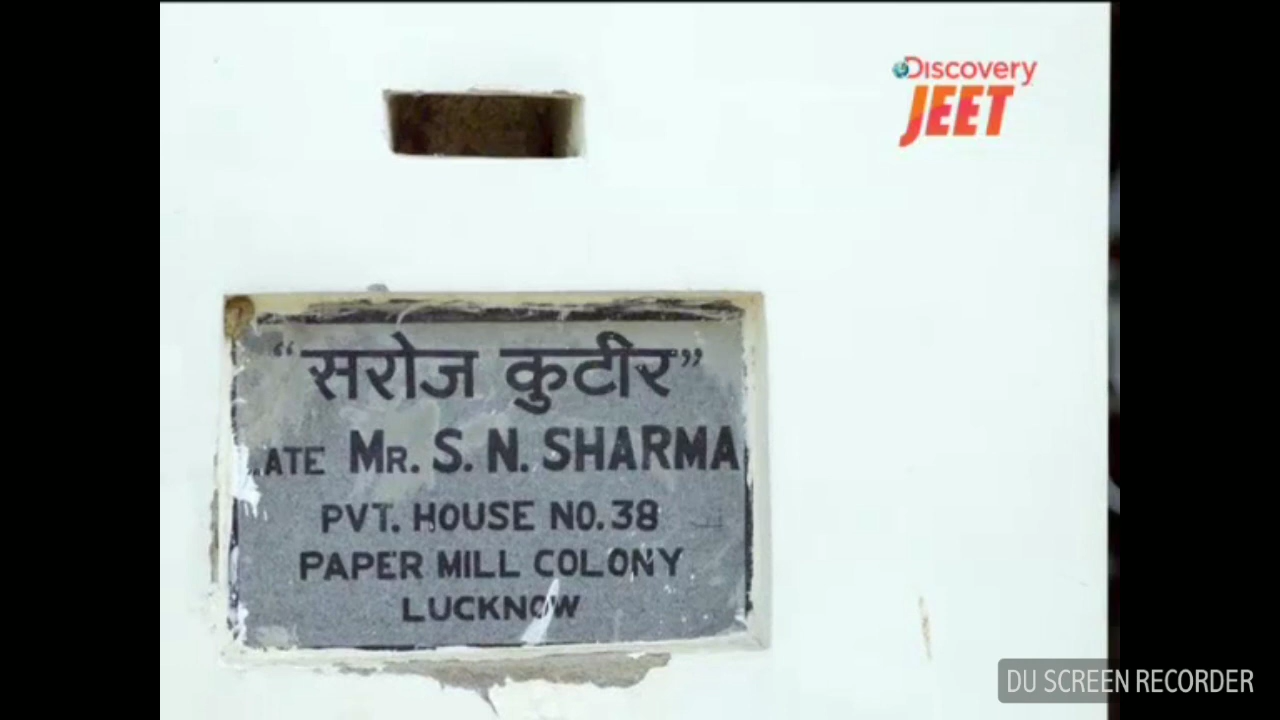 Discovery
JEET
“सरोज कुटीर”
MR. S. N. SHARMA
PVT. HOUSE NO. 38
PAPER MILL COLONY
LUCKNOW
DU SCREEN RECORDER